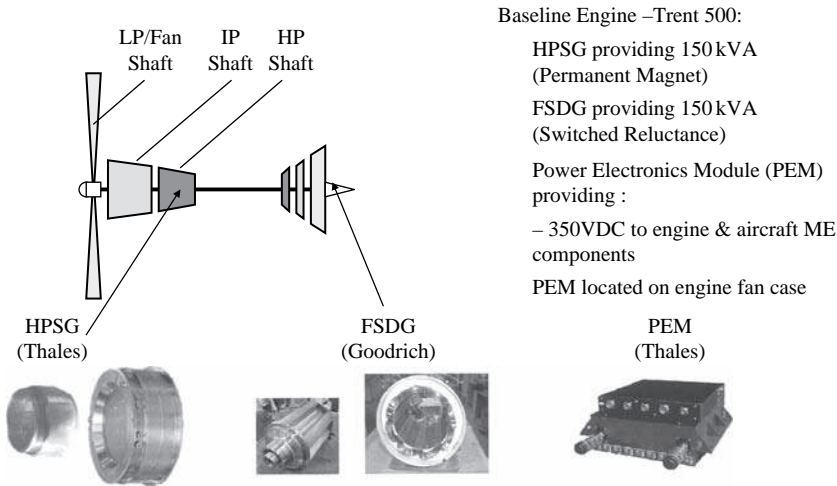 LP/Fan
Shaft
IP
Shaft
HP
Shaft
Baseline Engine –Trent 500:
HPSG providing 150 kVA
(Permanent Magnet)
FSDG providing 150 kVA
(Switched Reluctance)
Power Electronics Module (PEM)
providing :
– 350VDC to engine & aircraft ME
components
PEM located on engine fan case
HPSG
(Thales)
FSDG
(Goodrich)
PEM
(Thales)